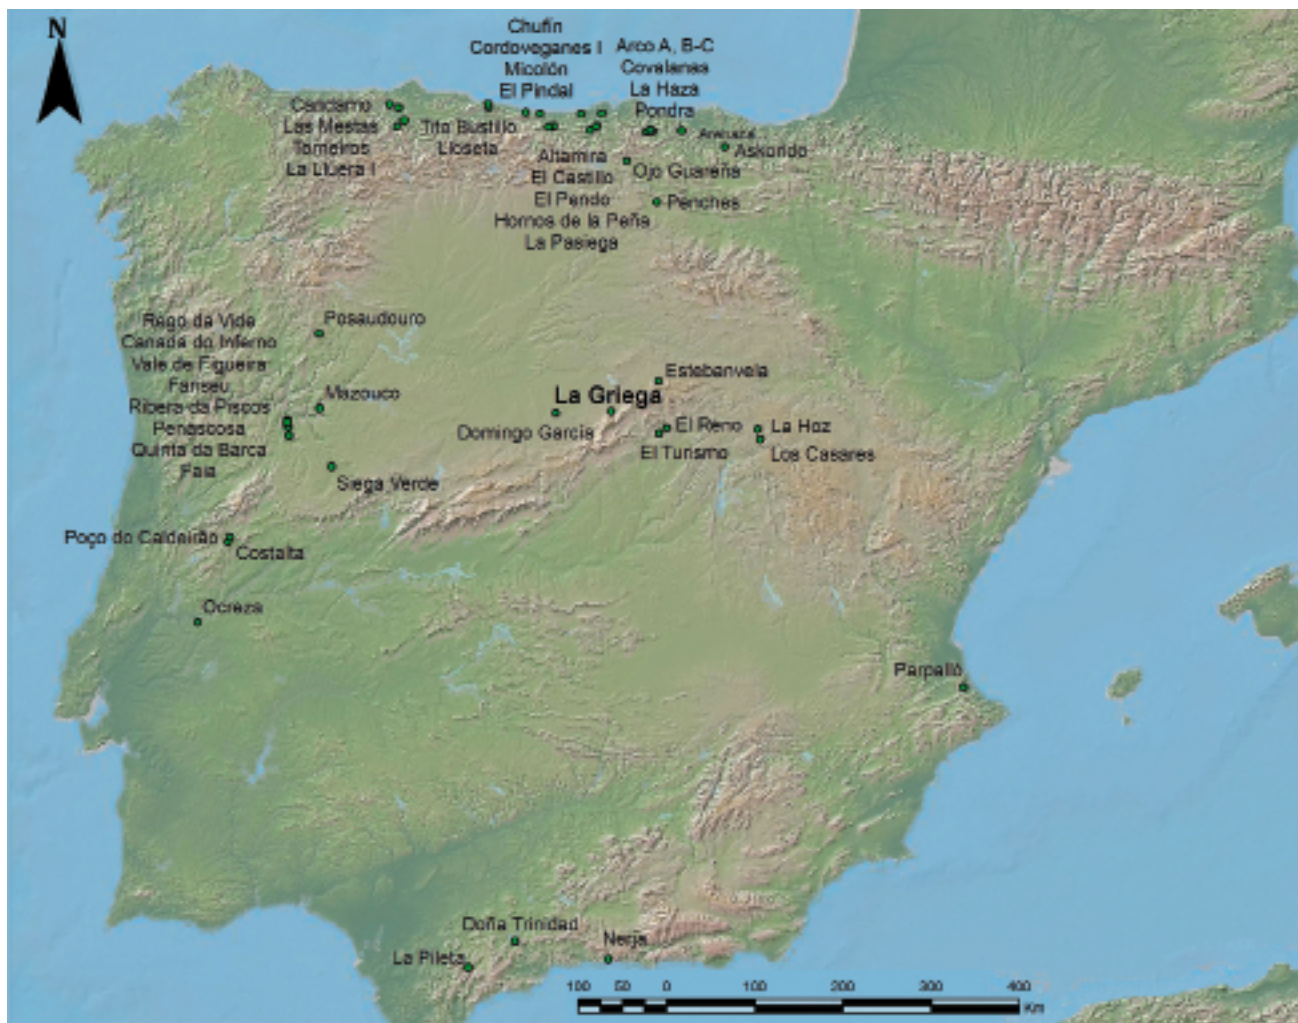 N
Chufín
Cordoveganes I
Micolón
El Pindal
Arco A, B-C
Covalanas
La Haza
Pondra
Candamo
Las Mestas
Torneiros
La Lluera I
Tito Bustillo
Lloseta
Altamira
El Castillo
El Pendo
Hornos de la Peña
La Pasiega
Askondo
Ojo Guareña
Penches
Rego da Vide
Canada do Inferno
Vale de Figueira
Fariseu
Ribera da Piscos
Penascosa
Quinta da Barca
Faia
Posaudouro
Mazouco
Siega Verde
Estebanvela
La Griega
Domingo García
El Reno
El Turismo
La Hoz
Los Casares
Poço do Caldeirão
Costalta
Ocreza
Parpalló
Doña Trinidad
La Pileta
Nerja
100 50 0 100 200 300 400
Km